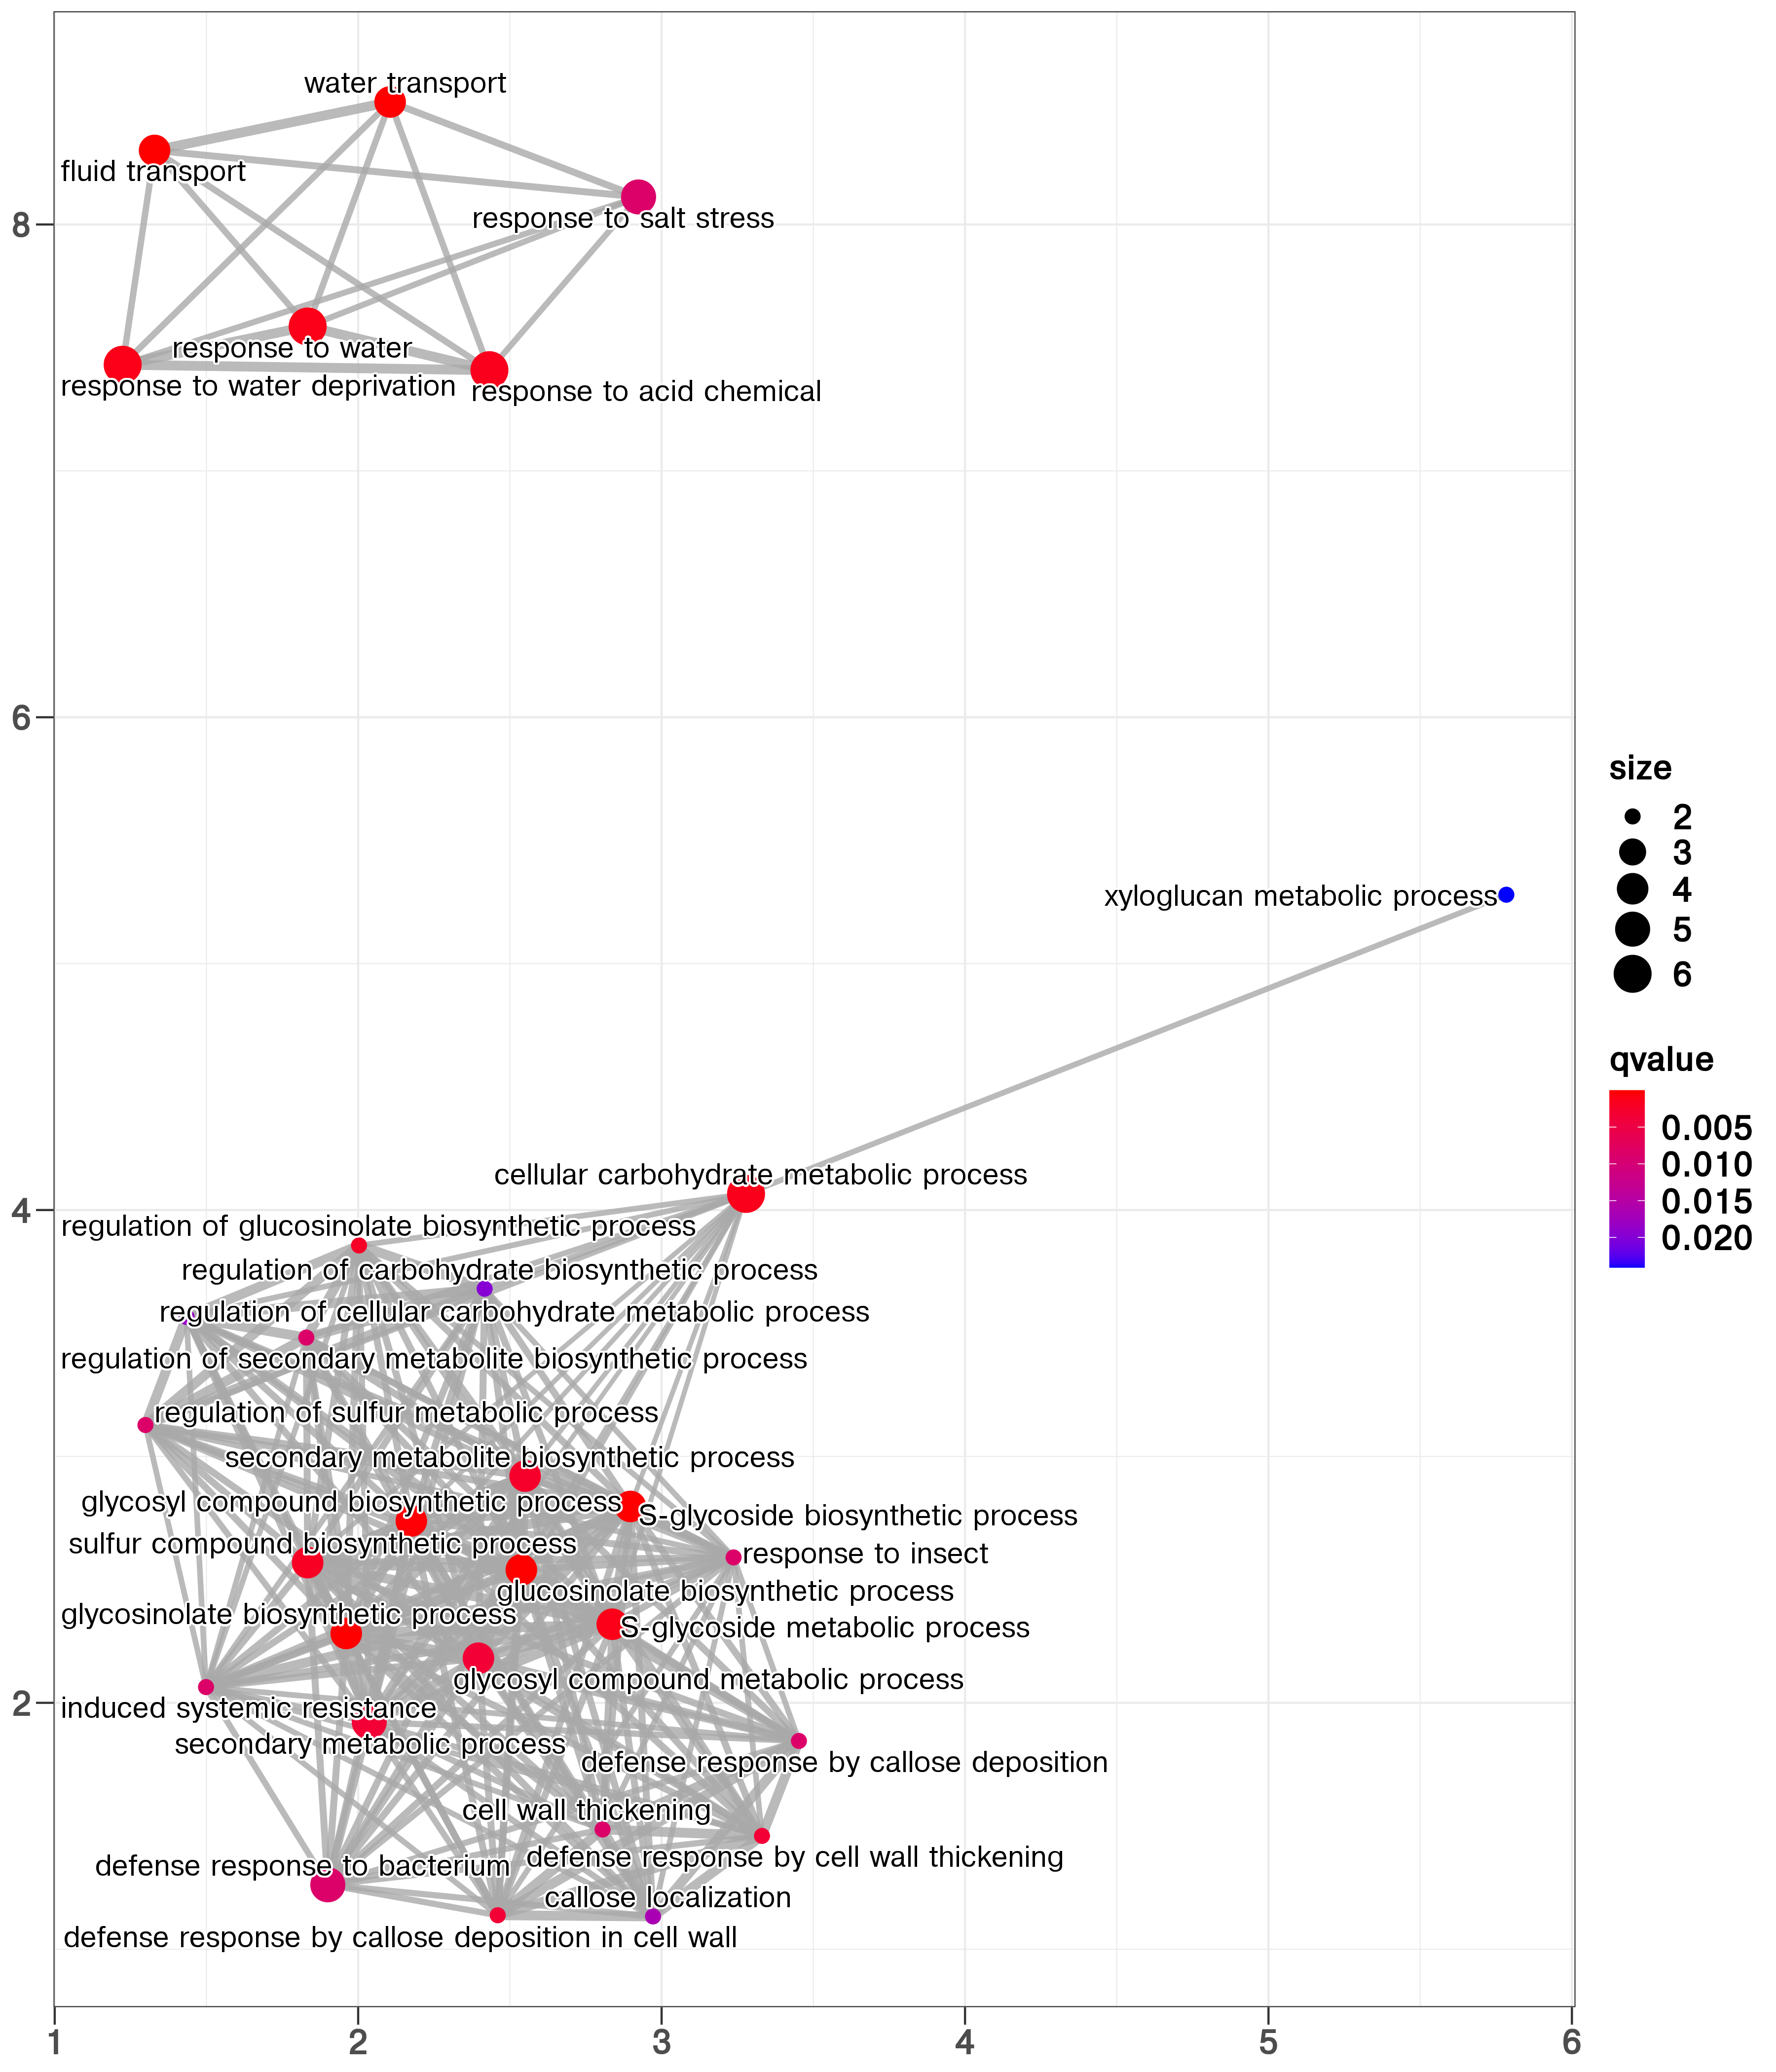 water transport
fluid transport
response to salt stress
response to water
response to water deprivation
response to acid chemical
xyloglucan metabolic process
cellular carbohydrate metabolic process
regulation of glucosinolate biosynthetic process
regulation of carbohydrate biosynthetic process
regulation of cellular carbohydrate metabolic process
regulation of secondary metabolite biosynthetic process
regulation of sulfur metabolic process
secondary metabolite biosynthetic process
glycosyl compound biosynthetic process
S-glycoside biosynthetic process
sulfur compound biosynthetic process
response to insect
glucosinolate biosynthetic process
glycosinolate biosynthetic process
S-glycoside metabolic process
glycosyl compound metabolic process
induced systemic resistance
secondary metabolic process
defense response by callose deposition
cell wall thickening
defense response by cell wall thickening
defense response to bacterium
callose localization
defense response by callose deposition in cell wall
8
6
4
2
1
2
3
4
5
6
size
2
3
4
5
6
qvalue
0.005
0.010
0.015
0.020